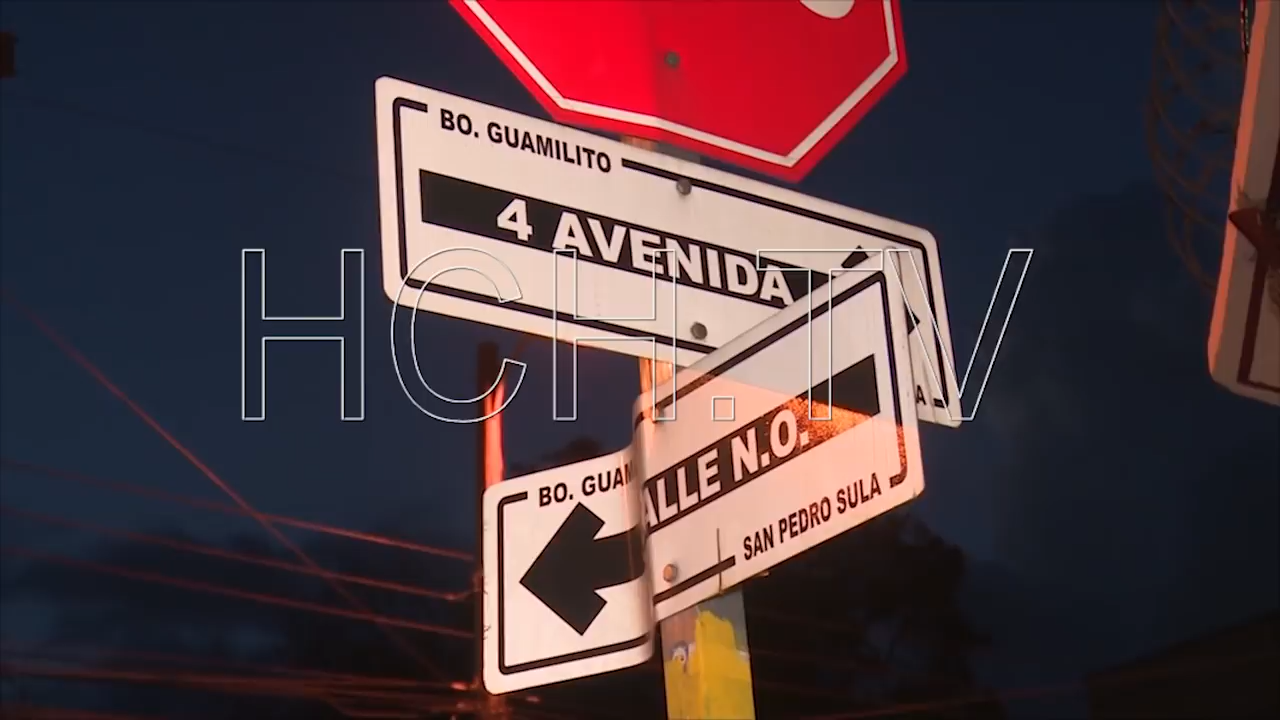 BO. GUAMILITO
4 AVENIDA
HCH.TV
ALLE N.O.
BO. GUAM
SAN PEDRO SULA